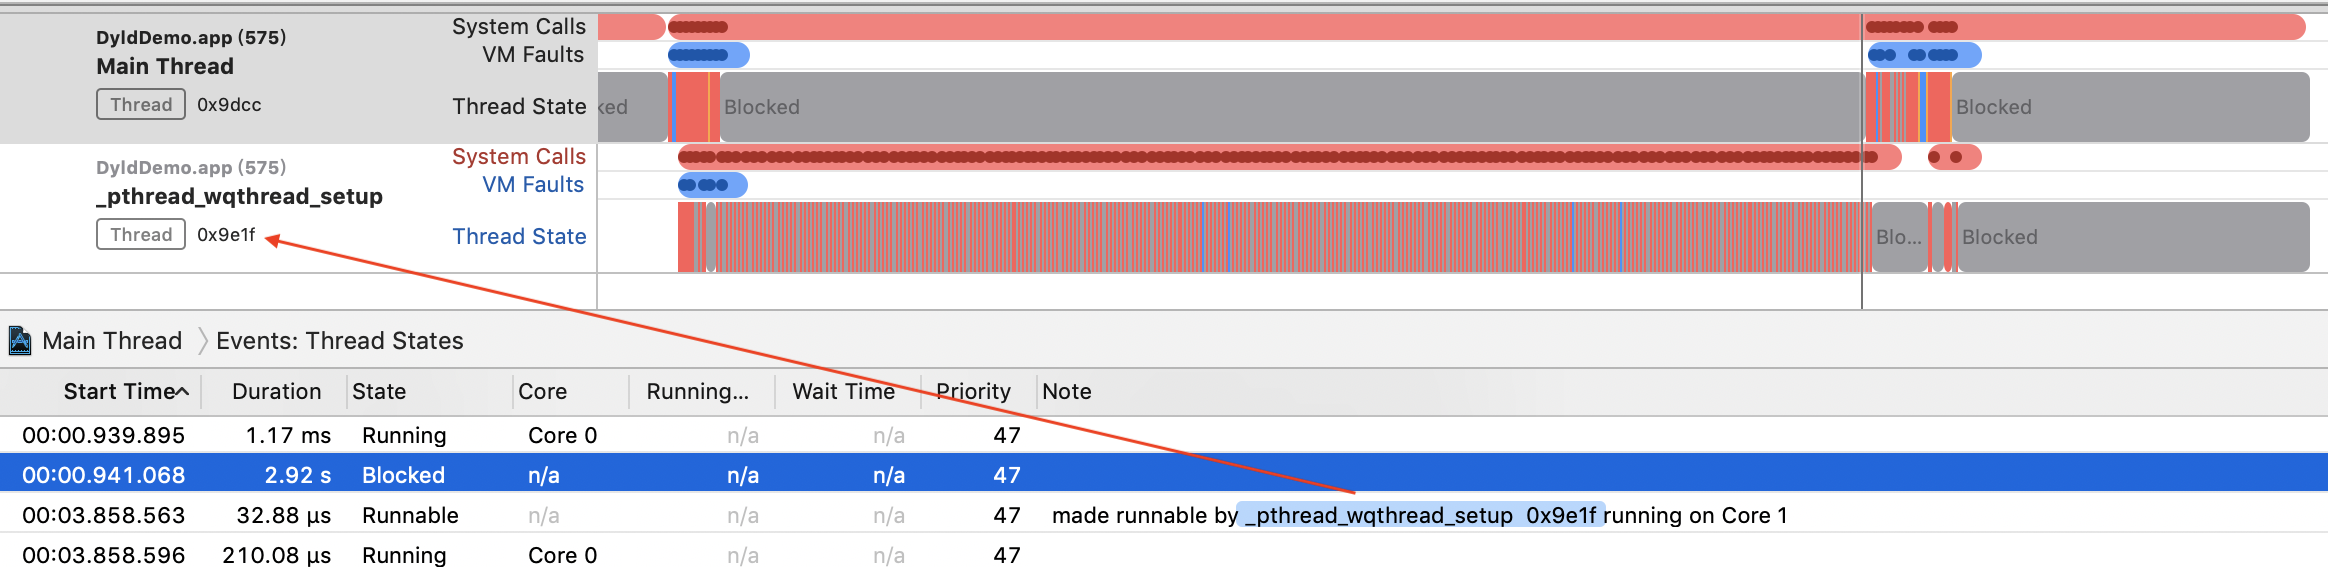 DyldDemo.app (575)
Main Thread
Thread 0x9dcc
System Calls
VM Faults
Thread State
ked
Blocked
Blocked
DyldDemo.app (575)
_pthread_wqthread_setup
Thread 0x9e1f
System Calls
VM Faults
Thread State
Blo...
Blocked
Main Thread Events: Thread States
Start Time Duration State Core Running... Wait Time Priority Note
00:00.939.895 1.17 ms Running Core 0 n/a n/a 47
00:00.941.068 2.92 s Blocked n/a n/a n/a 47
00:03.858.563 32.88 µs Runnable n/a n/a n/a 47 made runnable by _pthread_wqthread_setup 0x9e1f running on Core 1
00:03.858.596 210.08 µs Running Core 0 n/a n/a 47